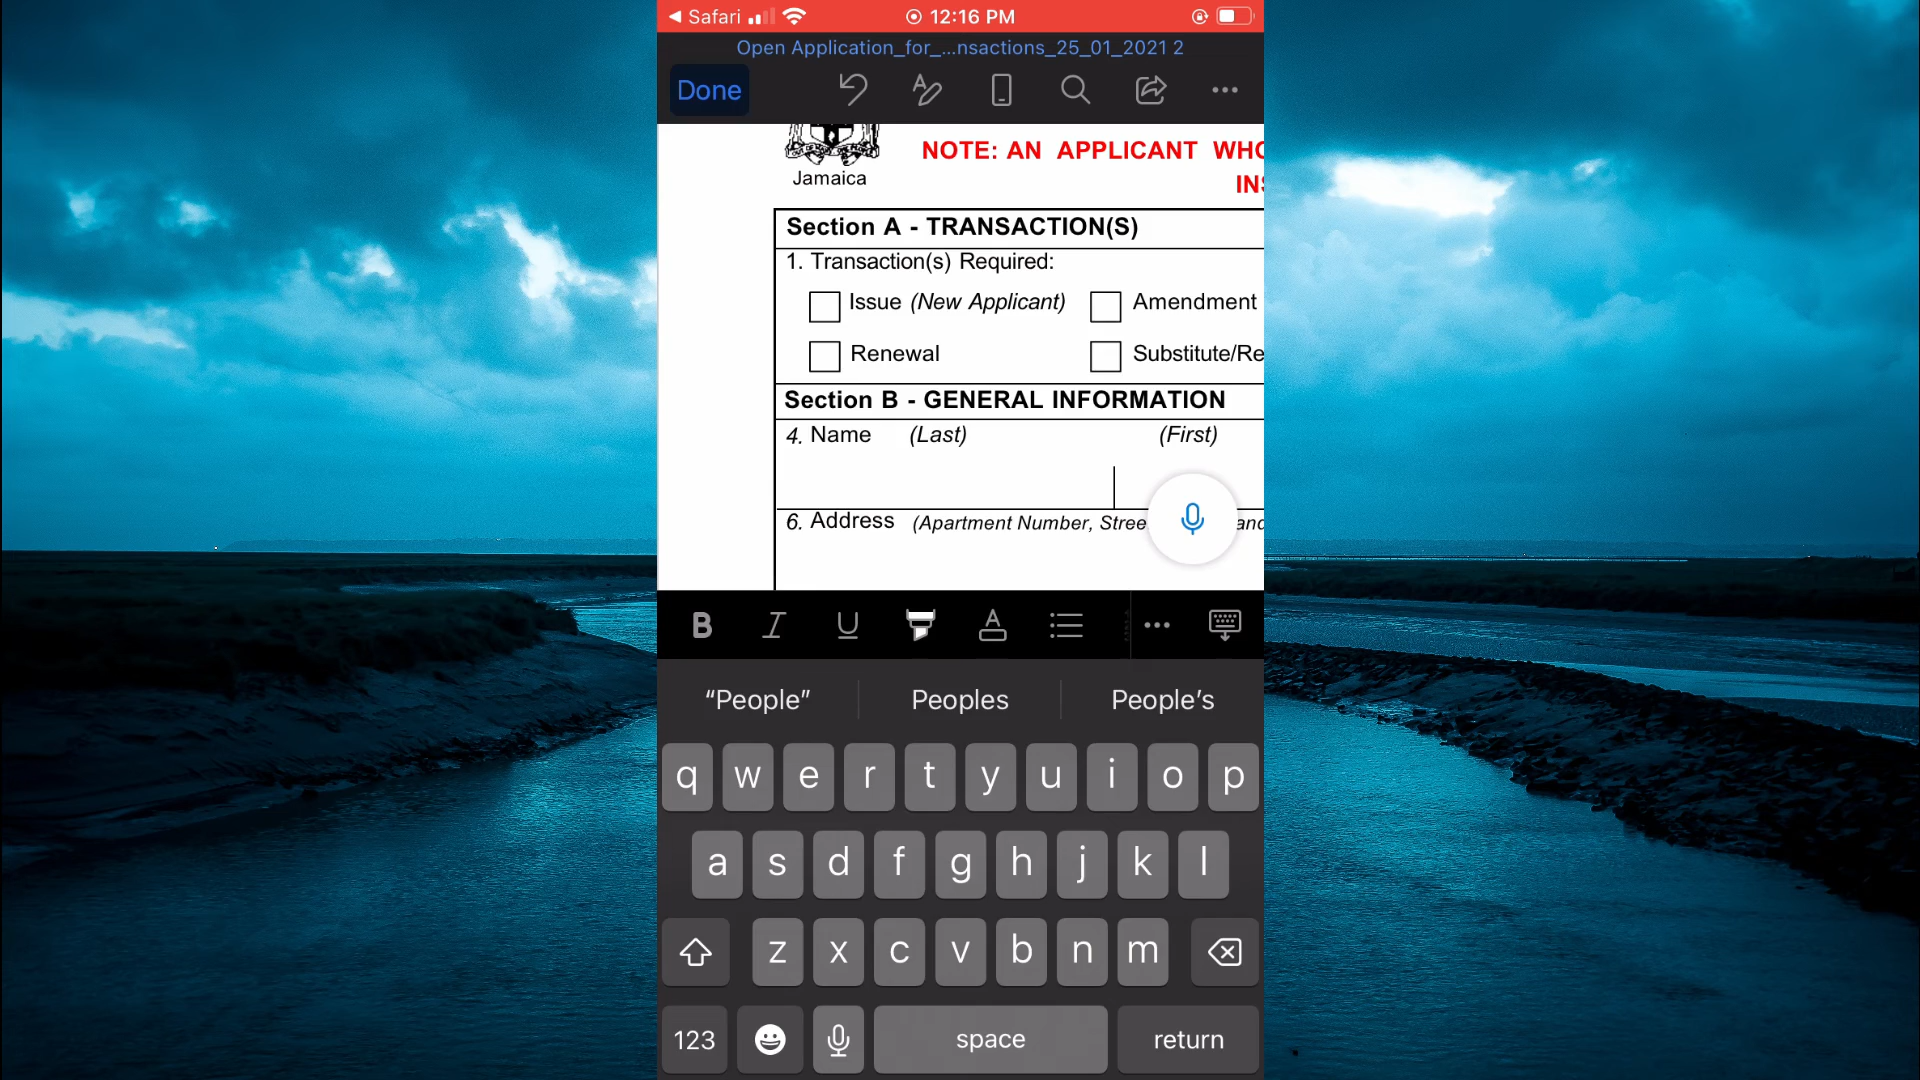 Safari 12:16 PM
Open Application_for_...nsactions_25_01_2021 2
Done
Jamaica
NOTE: AN APPLICANT WHO
INS
Section A - TRANSACTION(S)
1. Transaction(s) Required:
Issue (New Applicant) Amendment
Renewal Substitute/Re
Section B - GENERAL INFORMATION
4. Name (Last) (First)
6. Address (Apartment Number, Stree and
B I U A
“People” Peoples People's
q w e r t y u i o p
a s d f g h j k l
z x c v b n m
123 space return